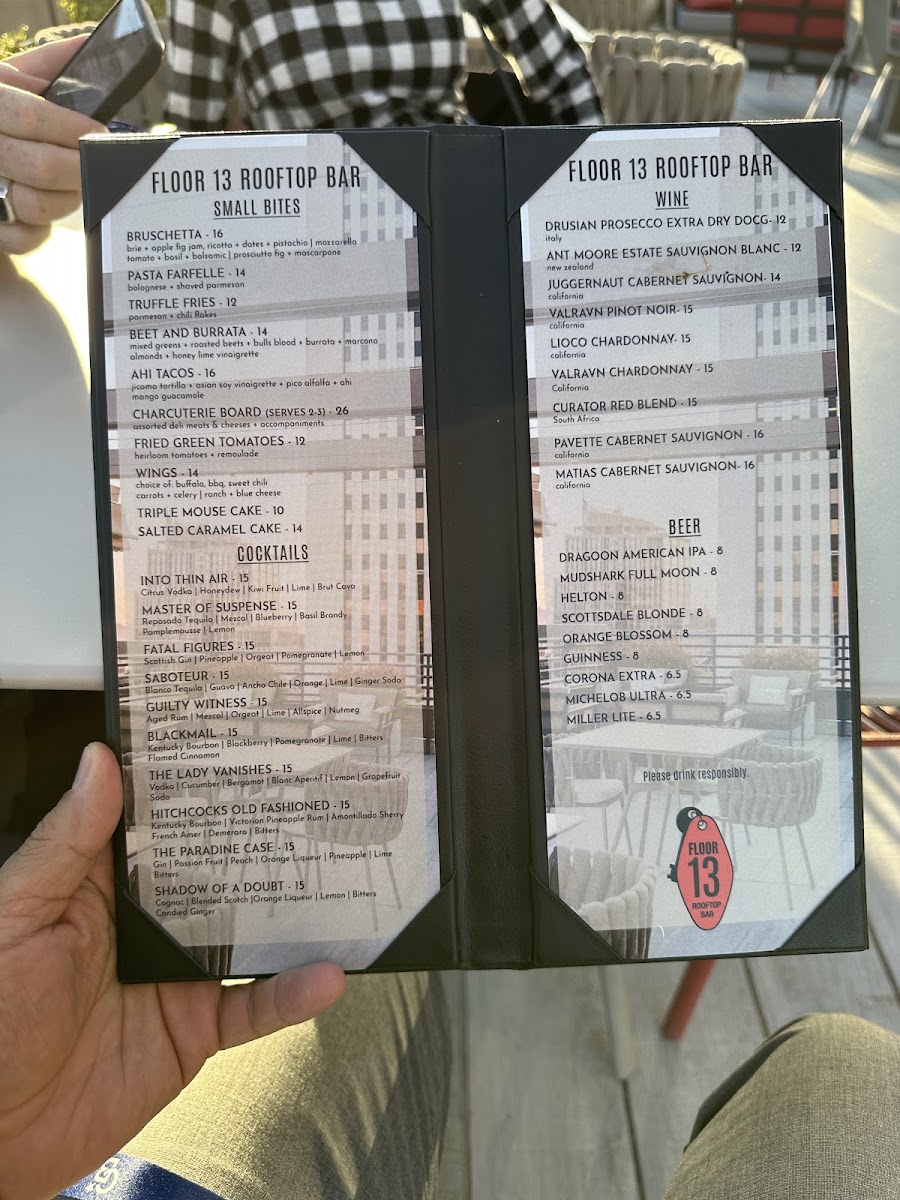 FLOOR 13 ROOFTOP BAR
SMALL BITES
BRUSCHETTA - 16
brie + apple fig jam, ricotta + dates + pistachio | mozzarella
tomato + basil + balsamic | prosciutto fig + mascarpone
PASTA FARFELLE - 14
bolognese + shaved parmesan
TRUFFLE FRIES - 12
parmesan + chili flakes
BEET AND BURRATA - 14
mixed greens + roasted beets + bulls blood + burrata + marcona
almonds + honey lime vinaigrette
AHI TACOS - 16
jicama tortilla + asian soy vinaigrette + pico alfalfa + ahi
mango guacamole
CHARCUTERIE BOARD (SERVES 2-3) - 26
assorted deli meats & cheeses + accompaniments
FRIED GREEN TOMATOES - 12
heirloom tomatoes + remoulade
WINGS - 14
choice of: buffalo, bbq, sweet chili
carrots + celery | ranch + blue cheese
TRIPLE MOUSE CAKE - 10
SALTED CARAMEL CAKE - 14
COCKTAILS
INTO THIN AIR - 15
Citrus Vodka | Honeydew | Kiwi Fruit | Lime | Brut Cava
MASTER OF SUSPENSE - 15
Reposado Tequila | Mezcal | Blueberry | Basil Brandy
Pamplemousse | Lemon
FATAL FIGURES - 15
Scottish Gin | Pineapple | Orgeat | Pomegranate | Lemon
SABOTEUR - 15
Blanco Tequila | Guava | Ancho Chile | Orange | Lime | Ginger Soda
GUILTY WITNESS - 15
Aged Rum | Mezcal | Orgeat | Lime | Allspice | Nutmeg
BLACKMAIL - 15
Kentucky Bourbon | Blackberry | Pomegranate | Lime | Bitters
Flamed Cinnamon
THE LADY VANISHES - 15
Vodka | Cucumber | Bergamot | Blanc Aperitif | Lemon | Grapefruit
Soda
HITCHCOCKS OLD FASHIONED - 15
Kentucky Bourbon | Victorian Pineapple Rum | Amontillado Sherry
French Amer | Demerara | Bitters
THE PARADINE CASE - 15
Gin | Passion Fruit | Peach | Orange Liqueur | Pineapple | Lime
Bitters
SHADOW OF A DOUBT - 15
Cognac | Blended Scotch |Orange Liqueur | Lemon | Bitters
Candied Ginger
FLOOR 13 ROOFTOP BAR
WINE
DRUSIAN PROSECCO EXTRA DRY DOCG- 12
italy
ANT MOORE ESTATE SAUVIGNON BLANC - 12
new zealand
JUGGERNAUT CABERNET SAUVIGNON- 14
california
VALRAVN PINOT NOIR- 15
california
LIOCO CHARDONNAY- 15
california
VALRAVN CHARDONNAY - 15
California
CURATOR RED BLEND - 15
South Africa
PAVETTE CABERNET SAUVIGNON - 16
california
MATIAS CABERNET SAUVIGNON- 16
california
BEER
DRAGOON AMERICAN IPA - 8
MUDSHARK FULL MOON - 8
HELTON - 8
SCOTTSDALE BLONDE - 8
ORANGE BLOSSOM - 8
GUINNESS - 8
CORONA EXTRA - 6.5
MICHELOB ULTRA - 6.5
MILLER LITE - 6.5
Please drink responsibly.
FLOOR
13
ROOFTOP
BAR